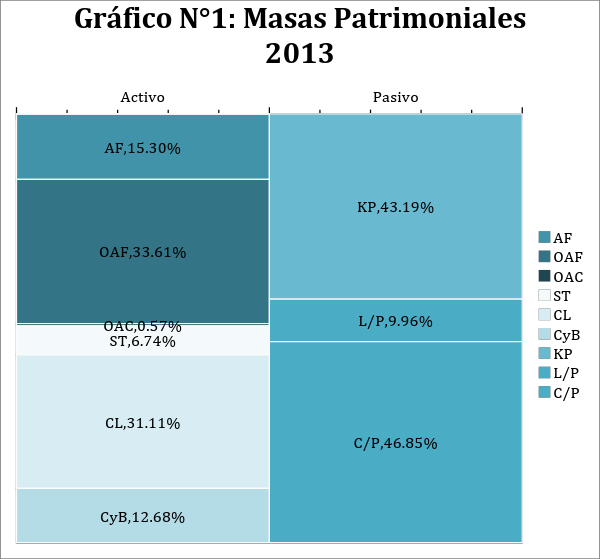 Gráfico N°1: Masas Patrimoniales
2013
Activo
Pasivo
AF,15.30%
OAF,33.61%
OAC,0.57%
ST,6.74%
CL,31.11%
CyB,12.68%
KP,43.19%
L/P,9.96%
C/P,46.85%
AF
OAF
OAC
ST
CL
CyB
KP
L/P
C/P